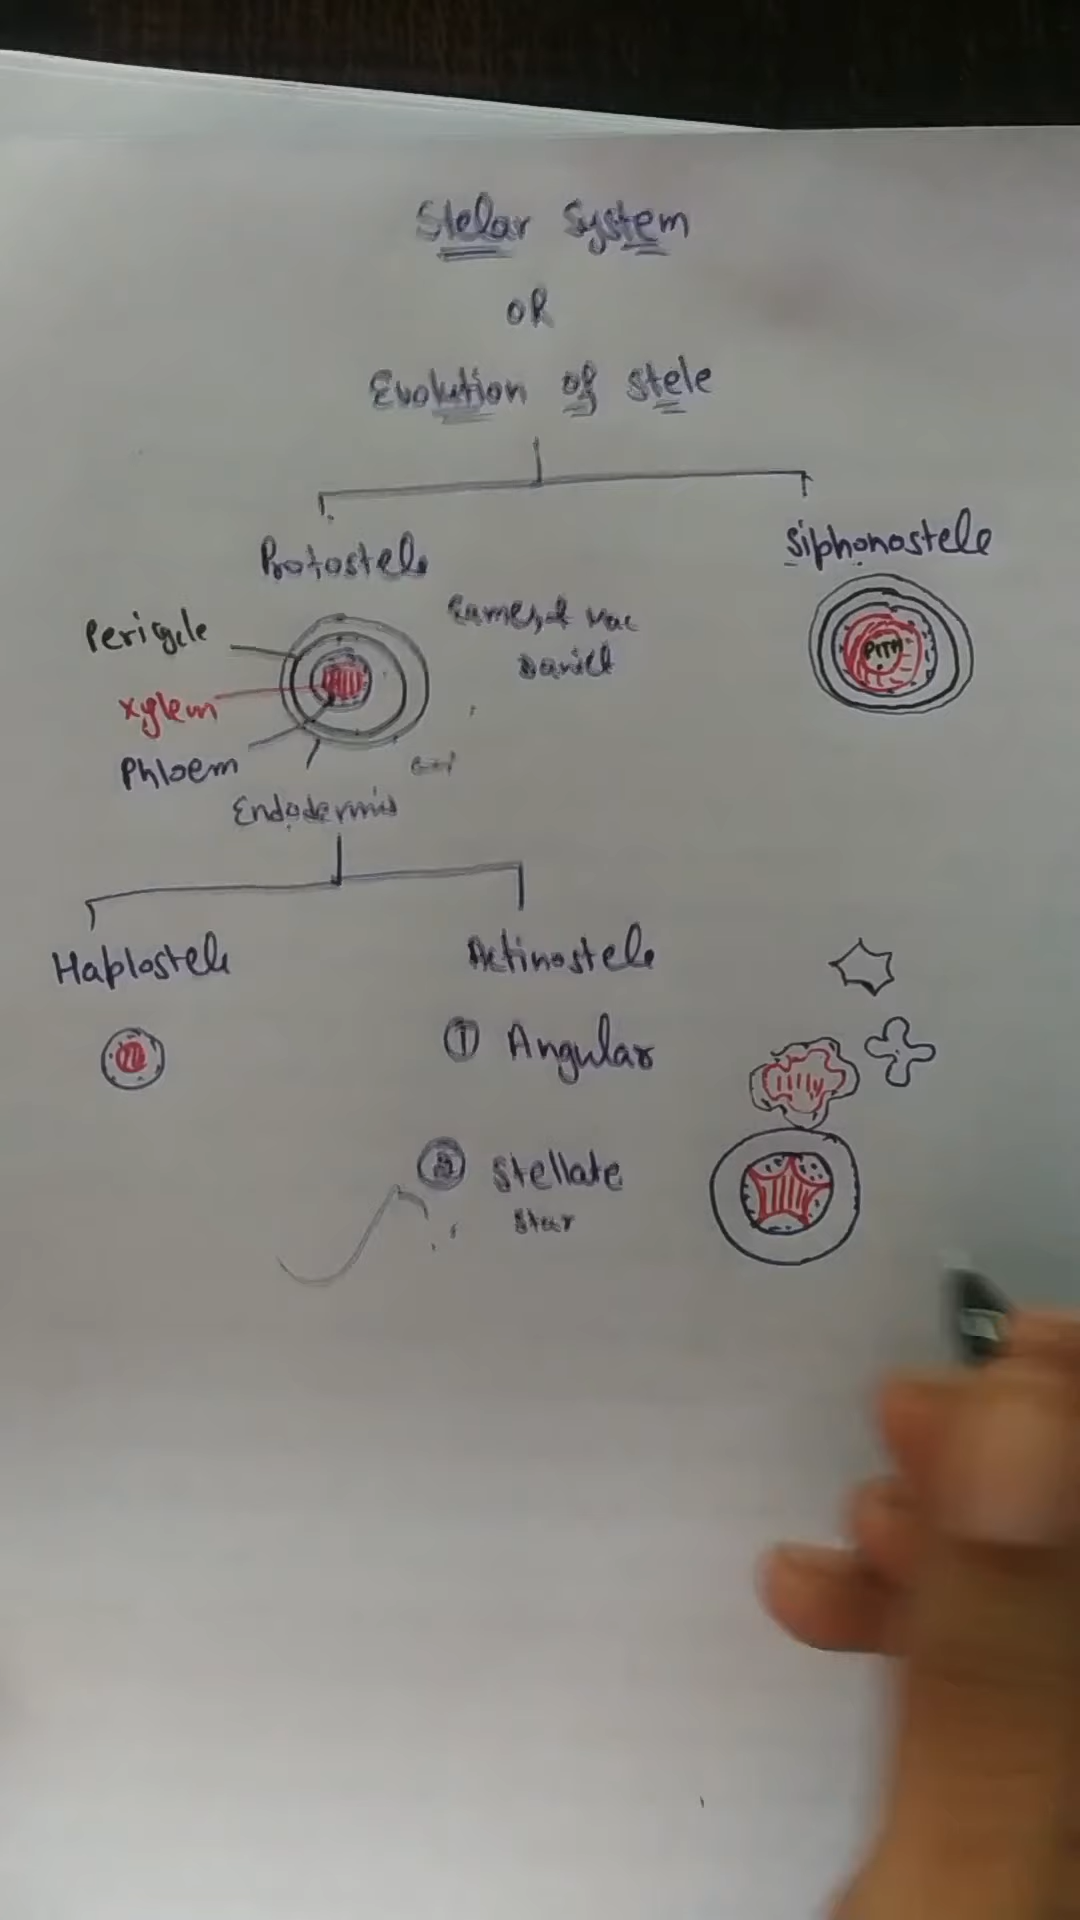 Stelar System
OR
Evolution of stele
Protostele
Siphonostele
Pericycle
xylem
Phloem
Endodermis
Daniel
PITH
Haplostele
Actinostele
① Angular
② Stellate
Star